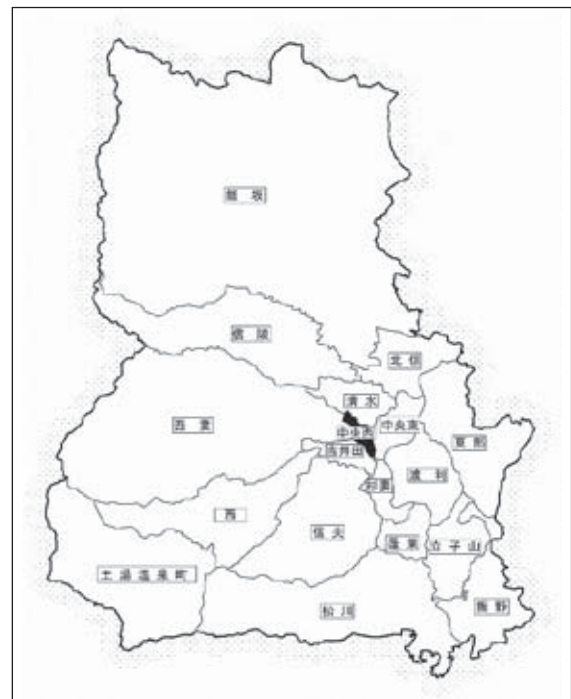 飯坂
信陵
北信
清水
吾妻
中央西
中央東
東部
吉井田
渡利
杉妻
西
信夫
蓬莱
立子山
土湯温泉町
松川
飯野